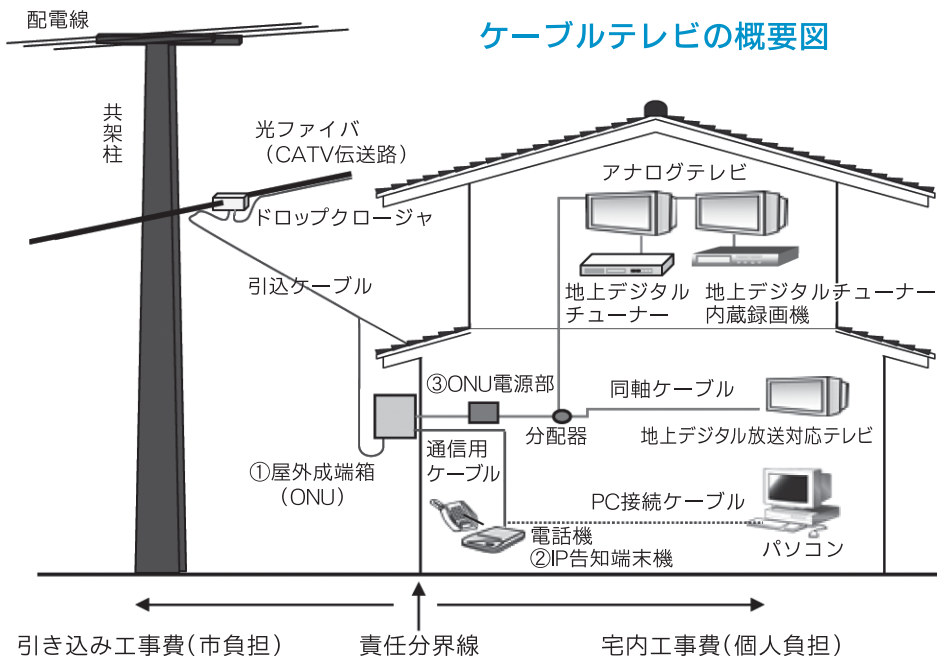 配電線
ケーブルテレビの概要図
共架柱
光ファイバ
（CATV伝送路）
ドロップクロージャ
引込ケーブル
アナログテレビ
地上デジタル
チューナー
地上デジタルチューナー
内蔵録画機
③ONU電源部
同軸ケーブル
分配器
地上デジタル放送対応テレビ
①屋外成端箱
（ONU）
通信用
ケーブル
PC接続ケーブル
電話機
②IP告知端末機
パソコン
引き込み工事費（市負担）
責任分界線
宅内工事費（個人負担）